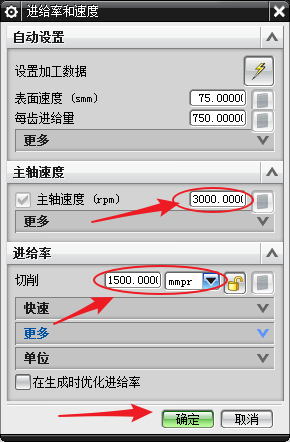 进给率和速度
自动设置
设置加工数据
表面速度 (smm) 75.0000
每齿进给量 750.0000
更多
主轴速度
主轴速度 (rpm) 3000.000
更多
进给率
切削 1500.000 mmpr
快速
更多
单位
在生成时优化进给率
确定 取消